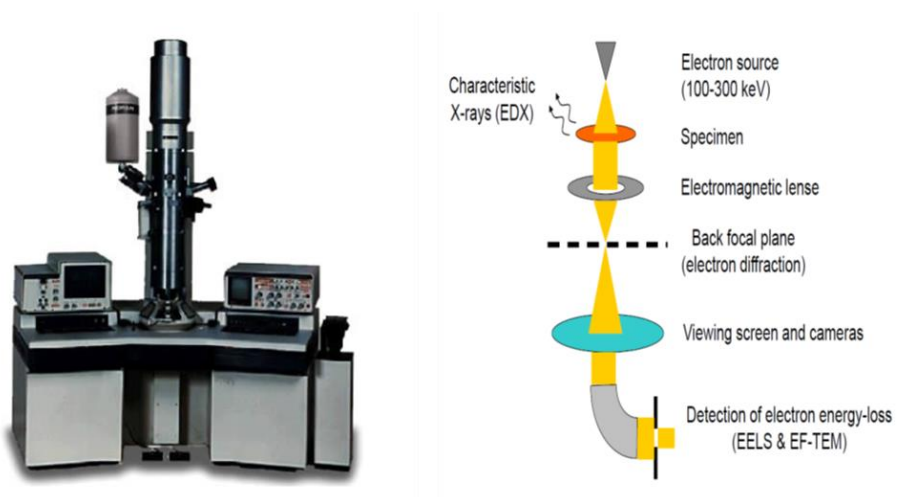 Characteristic
X-rays (EDX)
Electron source
(100-300 keV)
Specimen
Electromagnetic lense
Back focal plane
(electron diffraction)
Viewing screen and cameras
Detection of electron energy-loss
(EELS & EF-TEM)